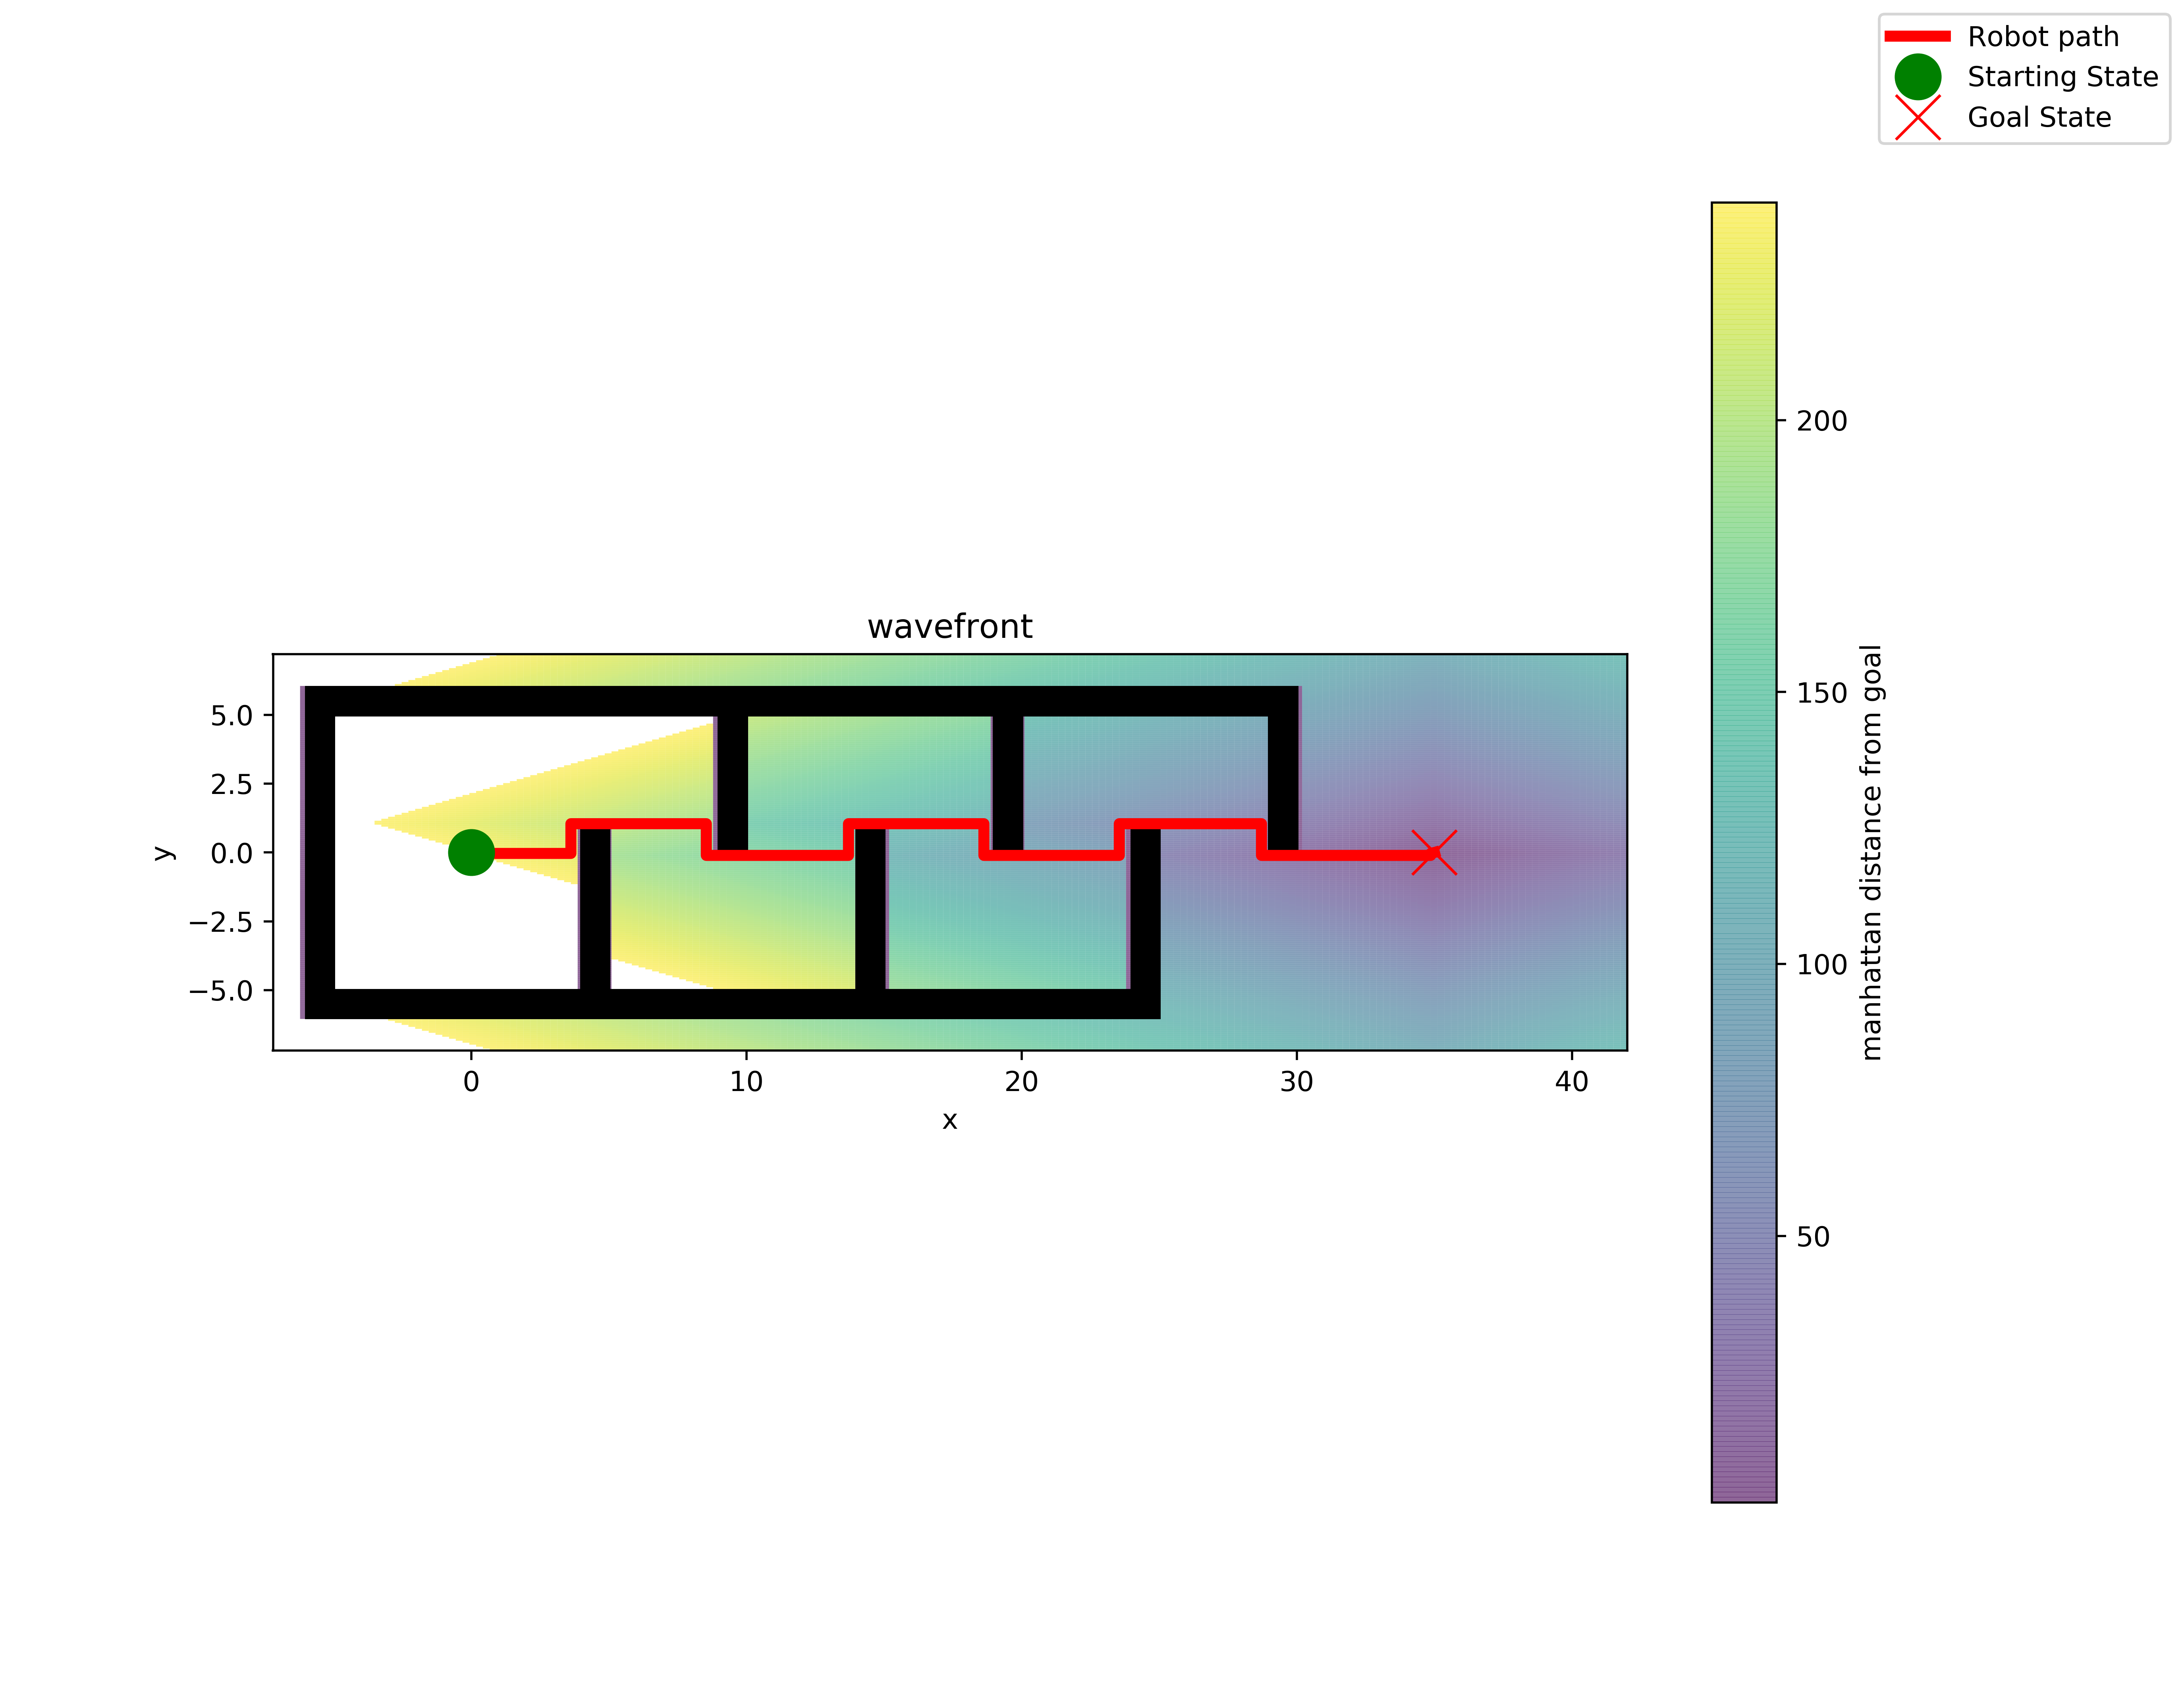 Robot path
Starting State
Goal State
wavefront
5.0
2.5
0.0
−2.5
−5.0
y
0
10
20
30
40
x
200
150
100
50
manhattan distance from goal